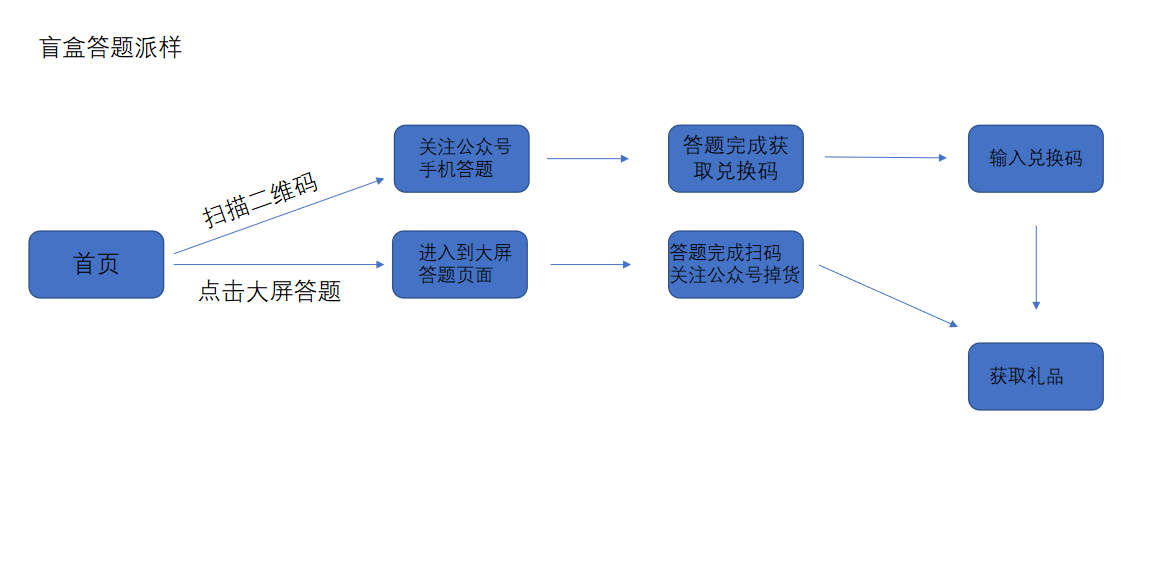 盲盒答题派样
关注公众号
手机答题
答题完成获
取兑换码
输入兑换码
扫描二维码
首页
点击大屏答题
进入到大屏
答题页面
答题完成扫码
关注公众号掉货
获取礼品